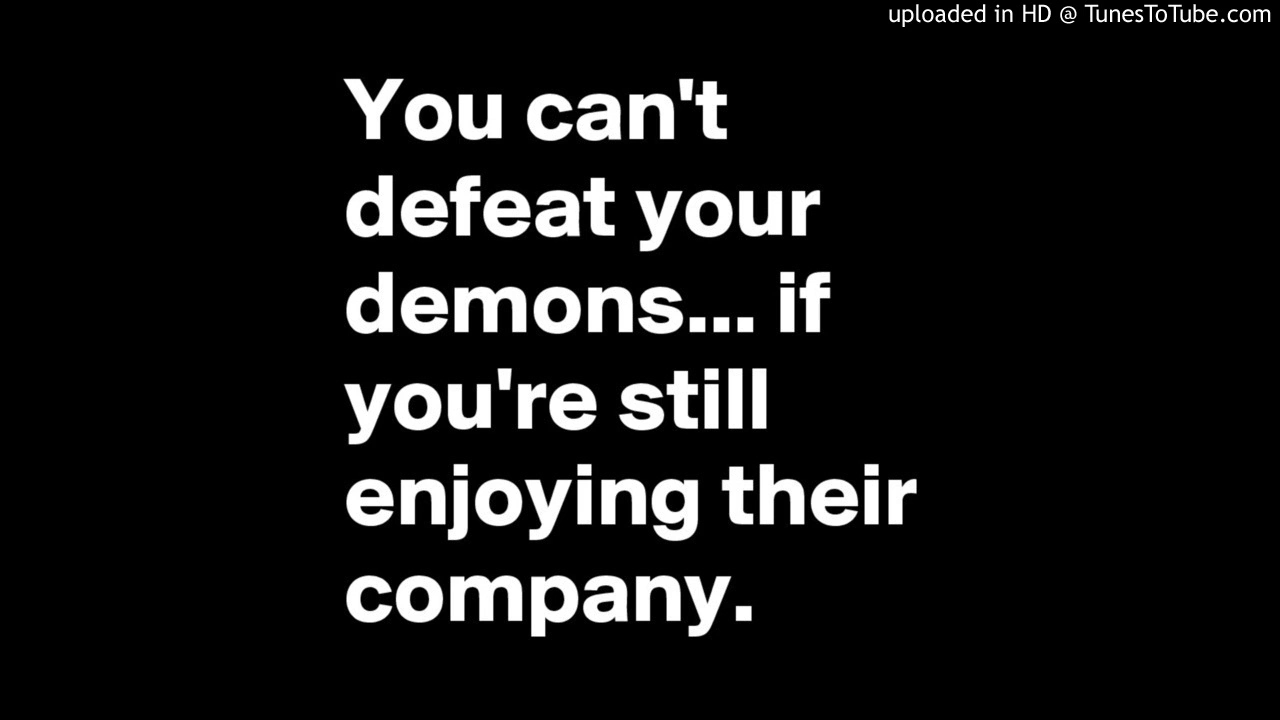 uploaded in HD @ TunesToTube.com
You can't
defeat your
demons... if
you're still
enjoying their
company.